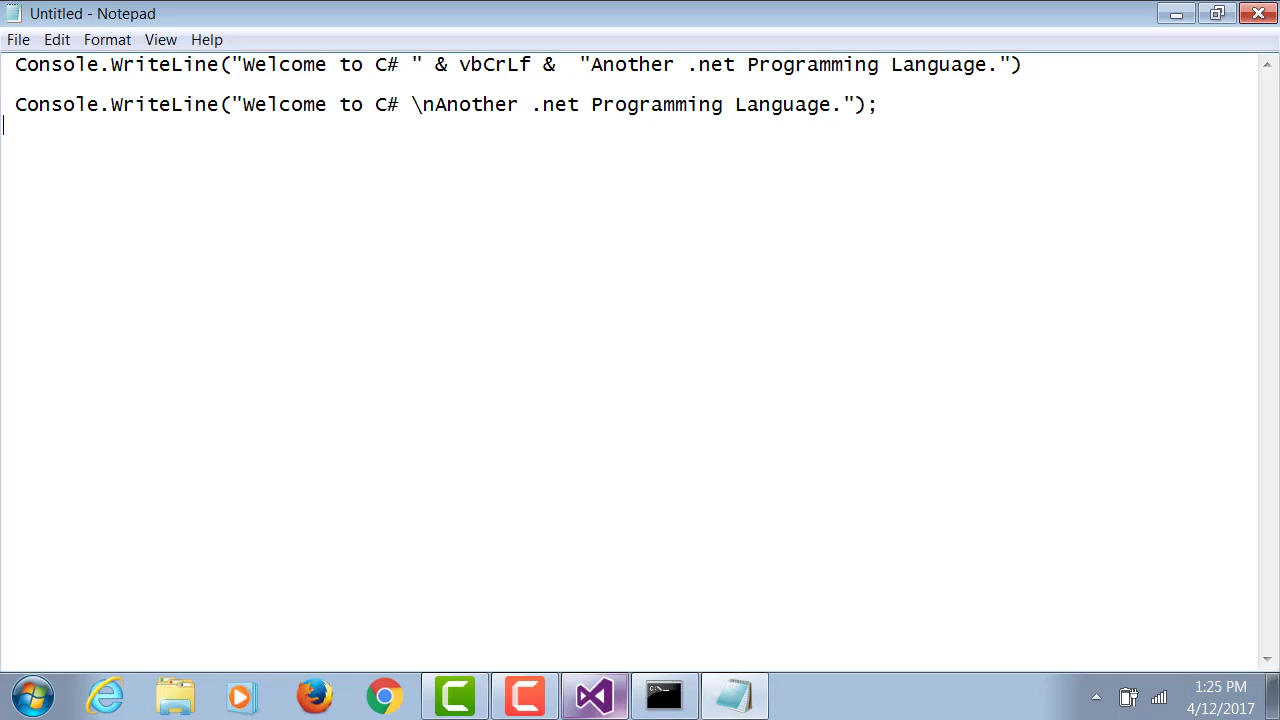 Untitled - Notepad
File Edit Format View Help
Console.WriteLine("Welcome to C# " & vbCrLf &  "Another .net Programming Language.")
Console.WriteLine("Welcome to C# \nAnother .net Programming Language.");
C:\_
1:25 PM
4/12/2017